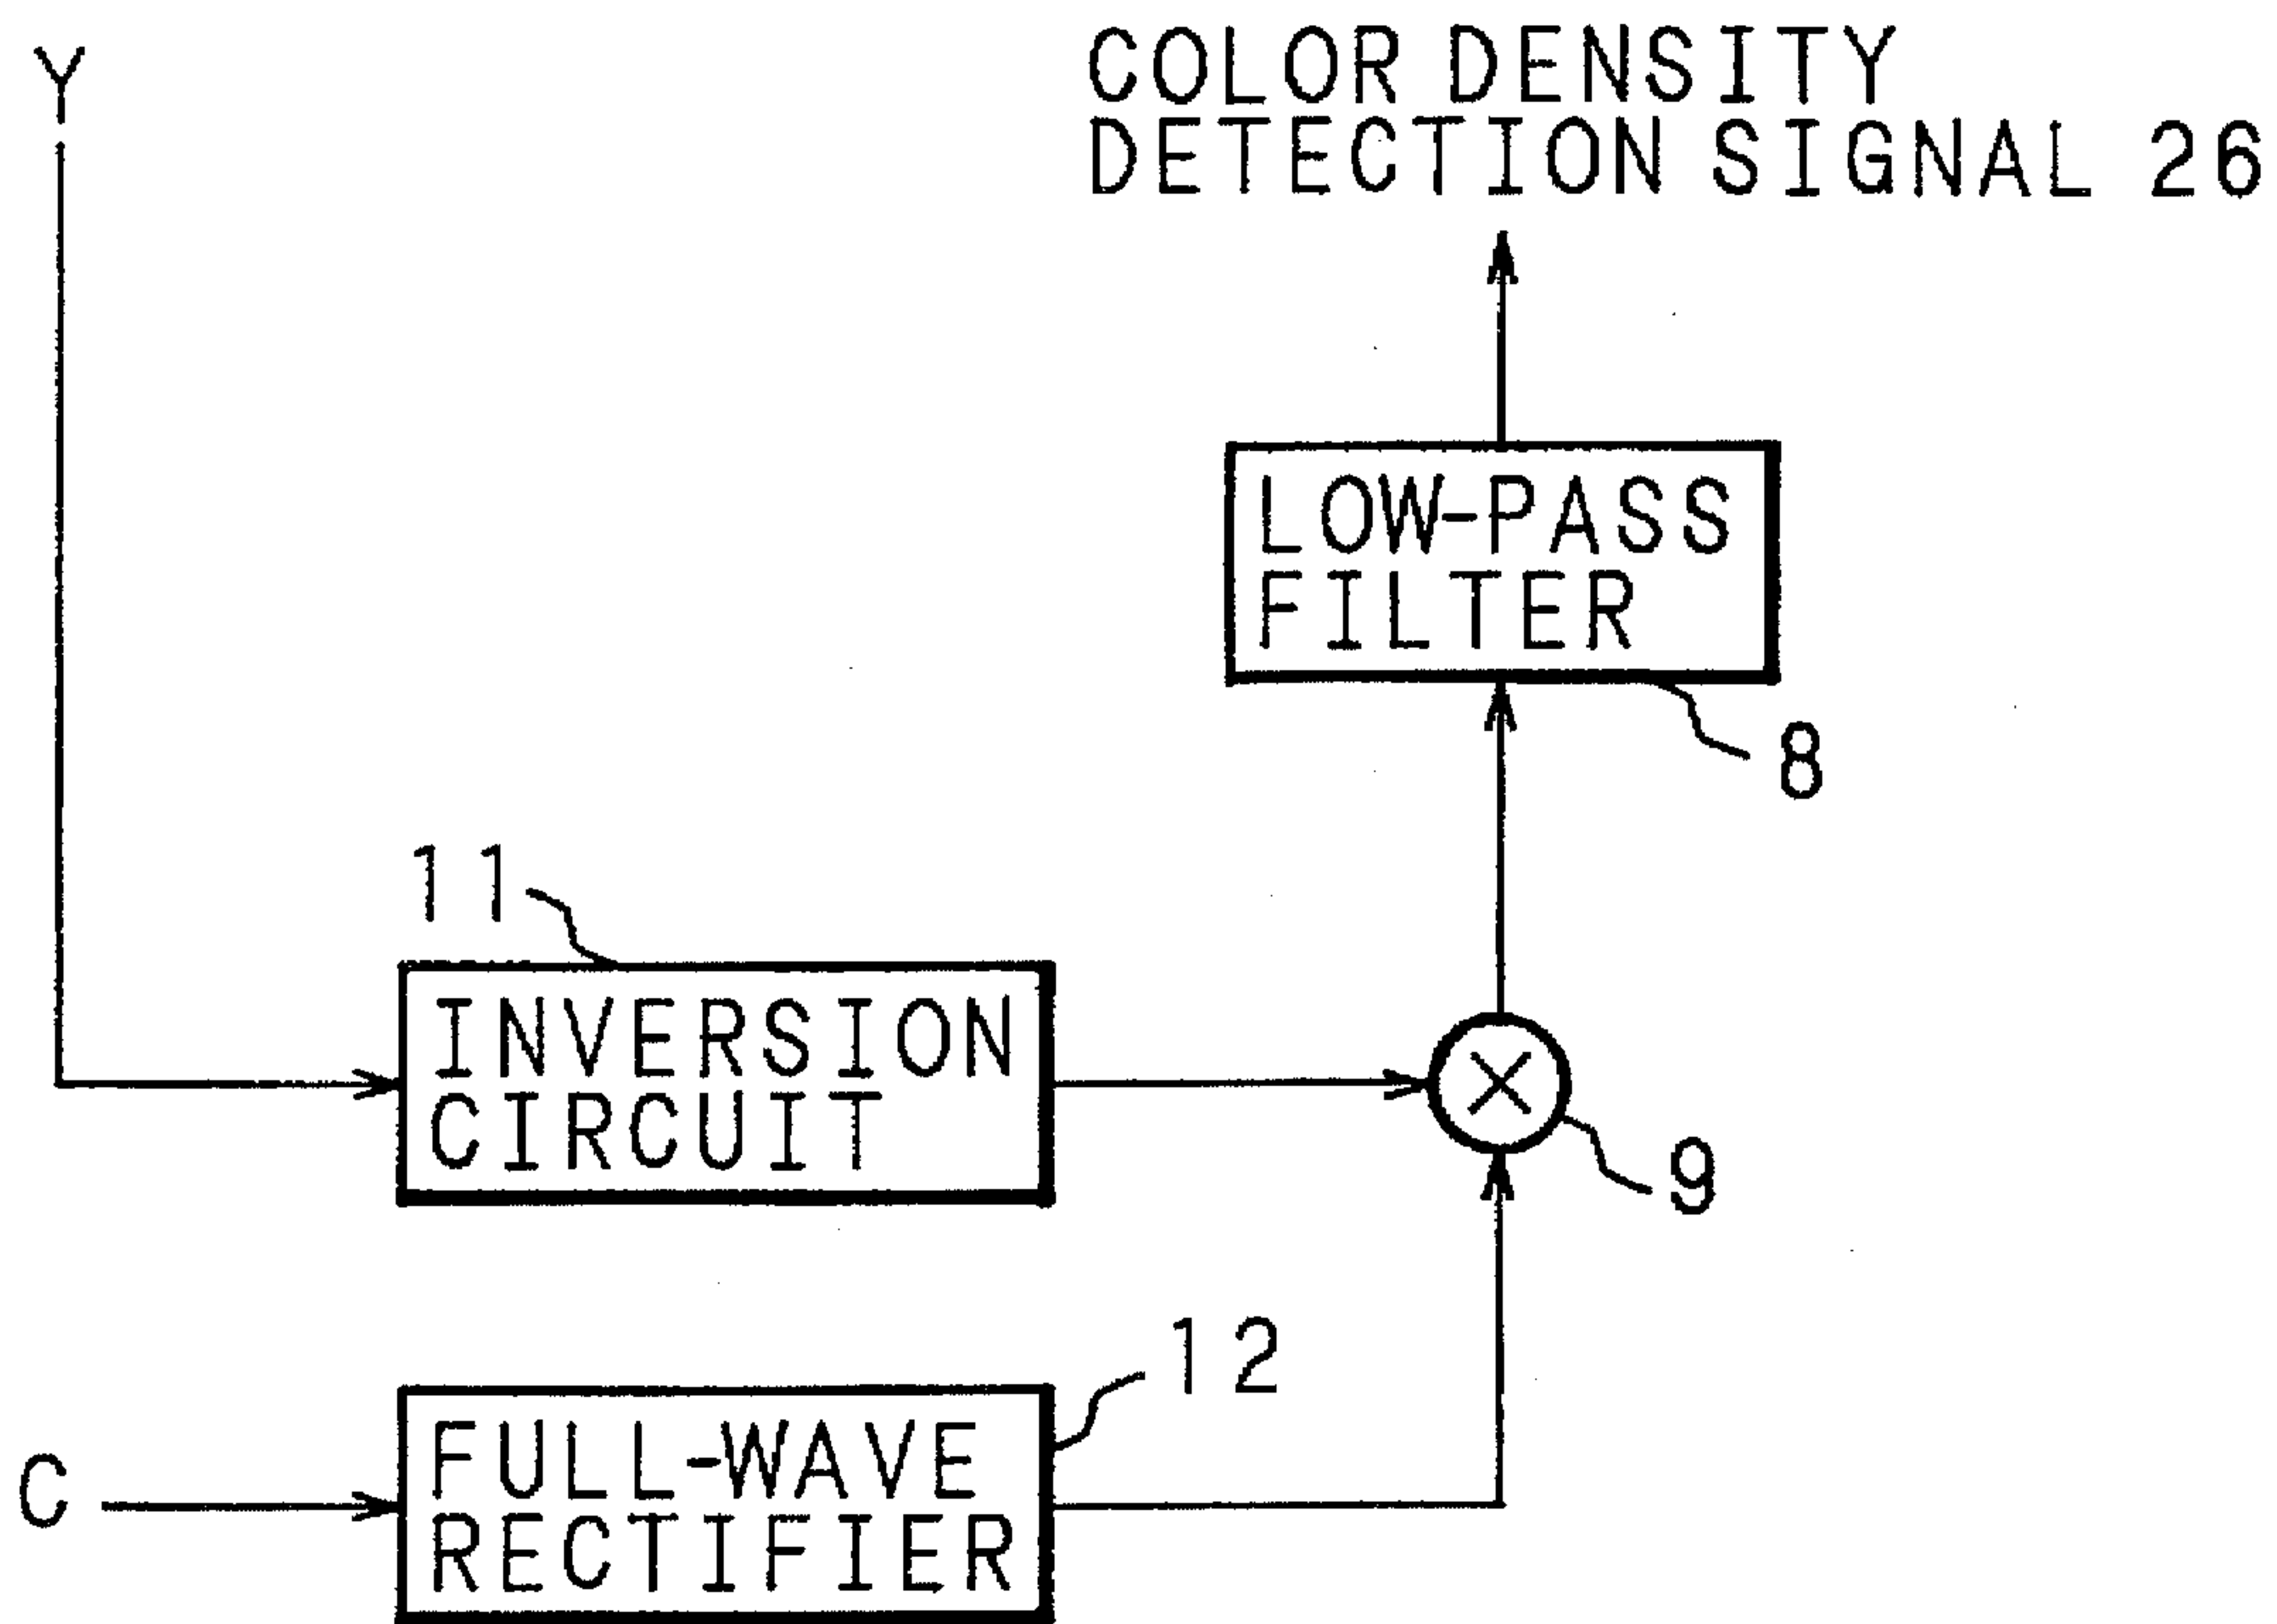 Y
COLOR DENSITY
DETECTION SIGNAL 26
LOW-PASS
FILTER
8
11
INVERSION
CIRCUIT
9
12
FULL-WAVE
RECTIFIER
C